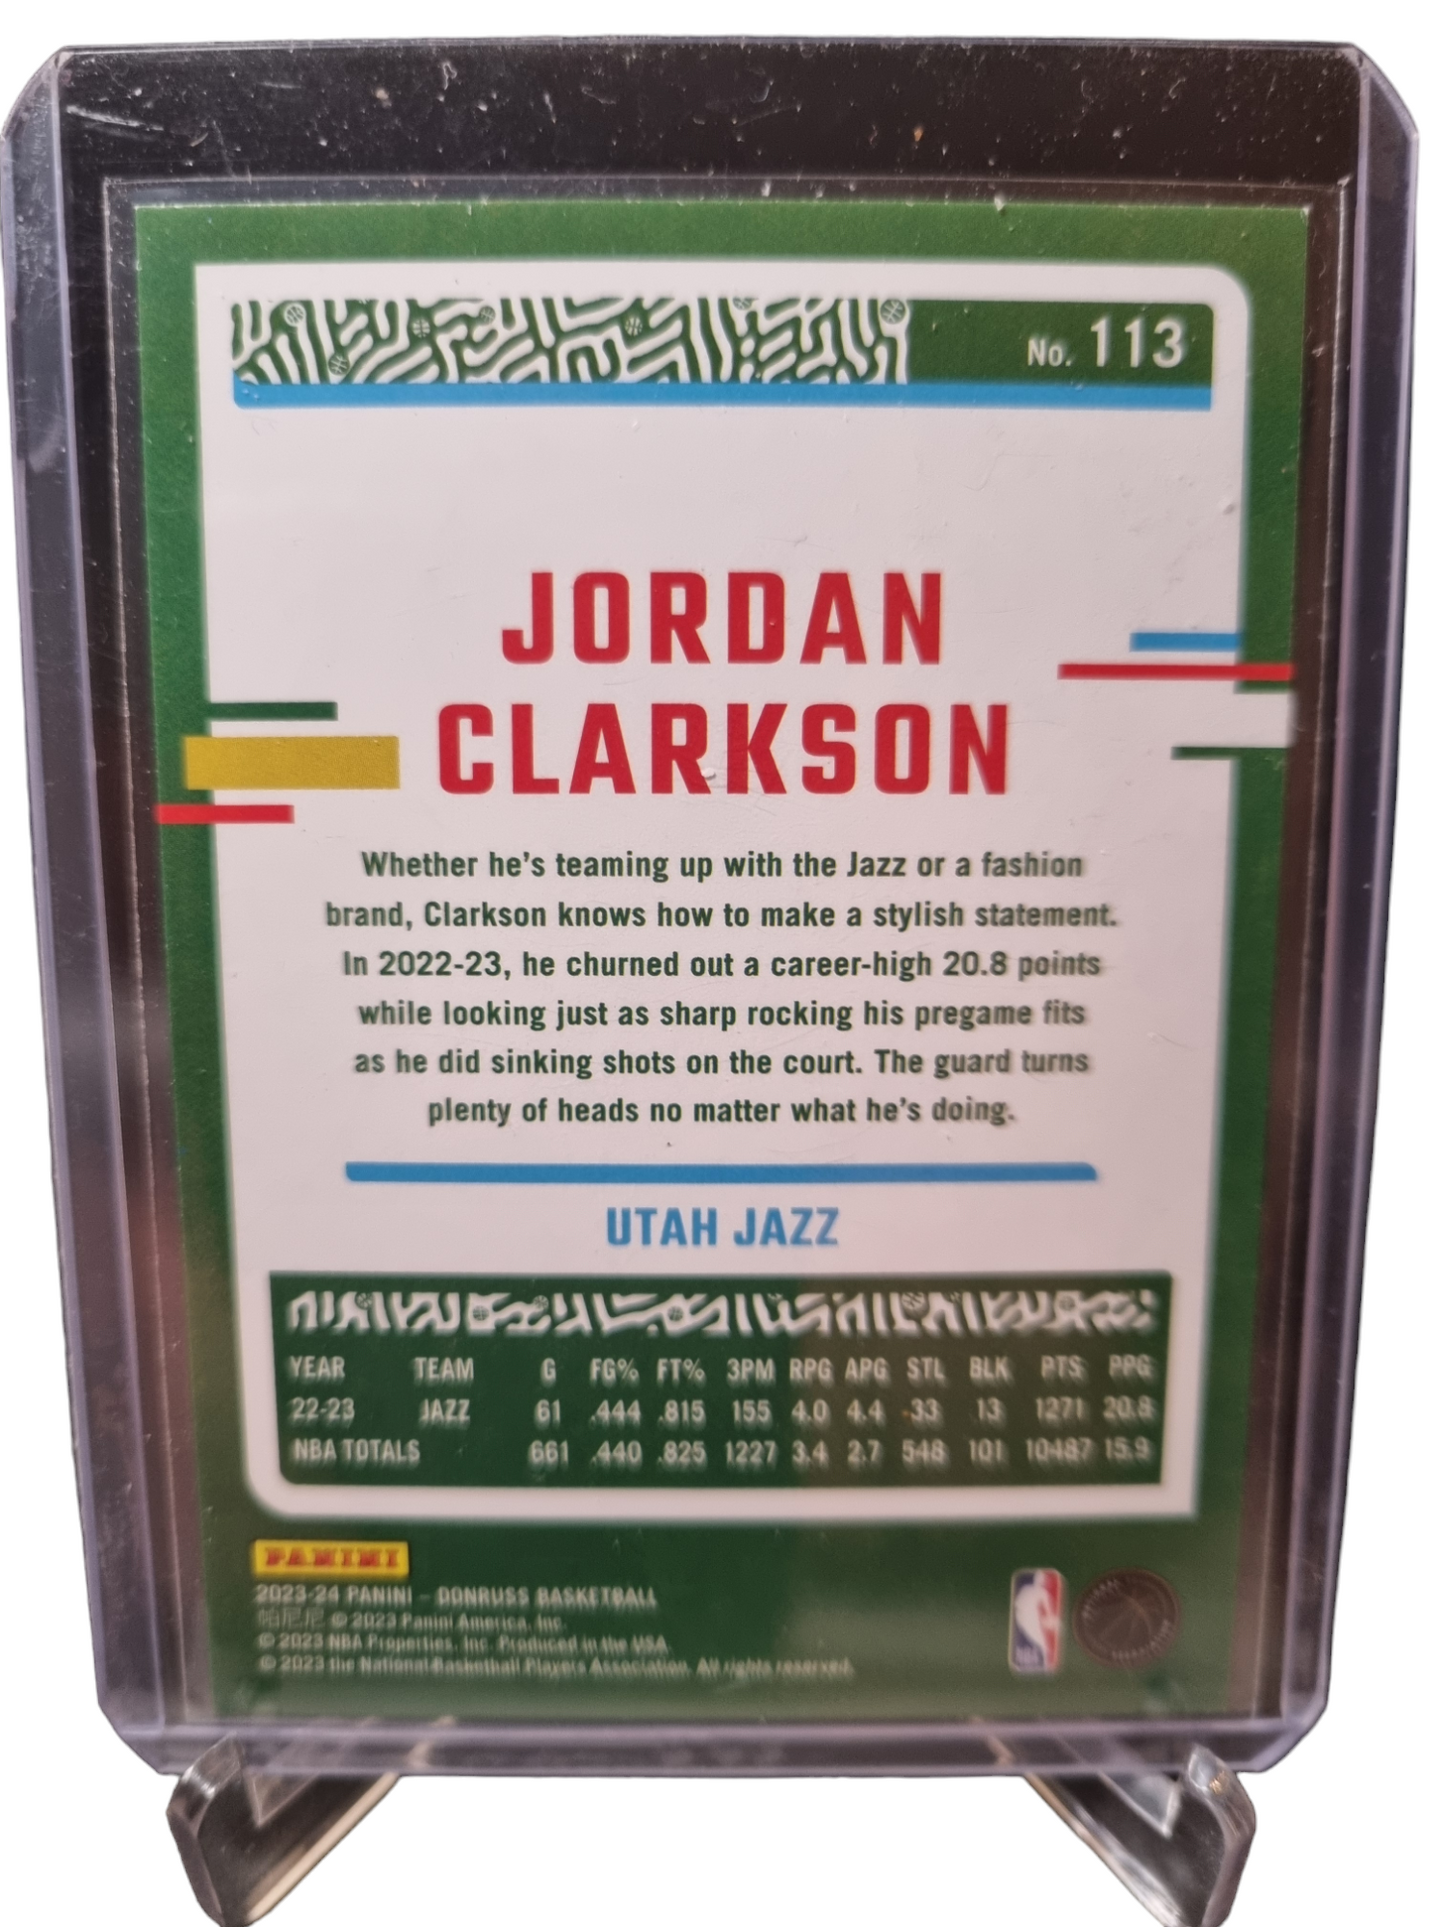 No. 113
JORDAN
CLARKSON
Whether he's teaming up with the Jazz or a fashion
brand, Clarkson knows how to make a stylish statement.
In 2022-23, he churned out a career-high 20.8 points
while looking just as sharp rocking his pregame fits
as he did sinking shots on the court. The guard turns
plenty of heads no matter what he's doing.
UTAH JAZZ
YEAR TEAM G FG% FT% 3PM RPG APG STL BLK PTS PPG
22-23 JAZZ 61 .444 .815 155 4.0 4.4 33 13 1271 20.8
NBA TOTALS 661 .440 .825 1227 3.4 2.7 548 101 10487 15.9
PANINI
2023-24 PANINI – DONRUSS BASKETBALL
帕尼尼 © 2023 Panini America, Inc.
© 2023 NBA Properties, Inc. Produced in the USA.
© 2023 the National Basketball Players Association. All rights reserved.